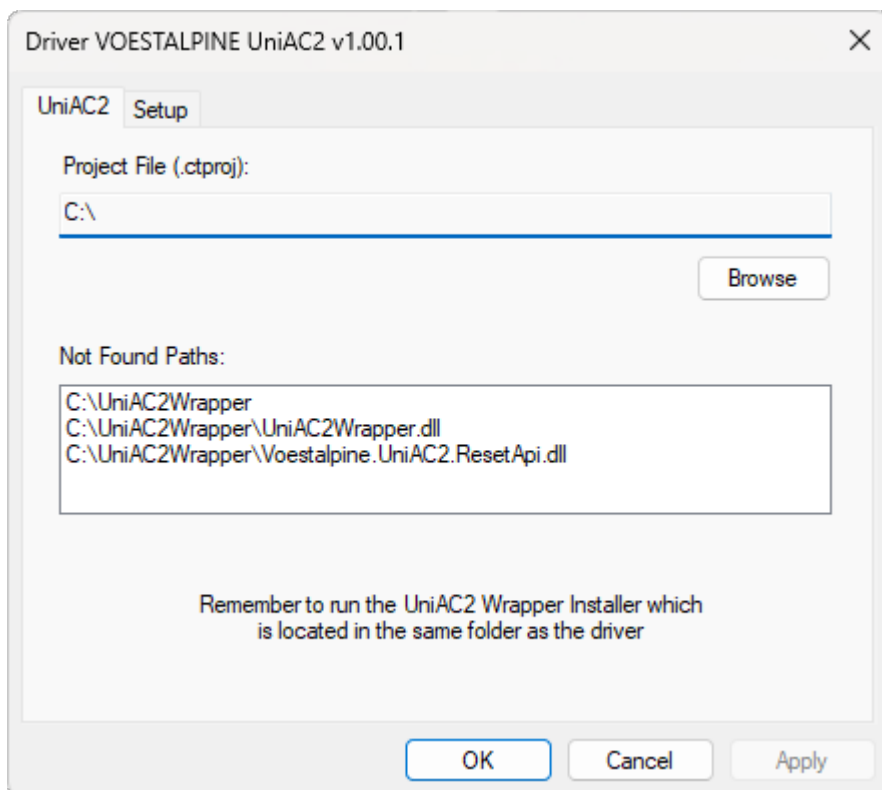 Driver VOESTALPINE UniAC2 v1.00.1
UniAC2 Setup
Project File (.ctproj):
C:\
Browse
Not Found Paths:
C:\UniAC2Wrapper
C:\UniAC2Wrapper\UniAC2Wrapper.dll
C:\UniAC2Wrapper\Voestalpine.UniAC2.ResetApi.dll
Remember to run the UniAC2 Wrapper Installer which
is located in the same folder as the driver
OK Cancel Apply